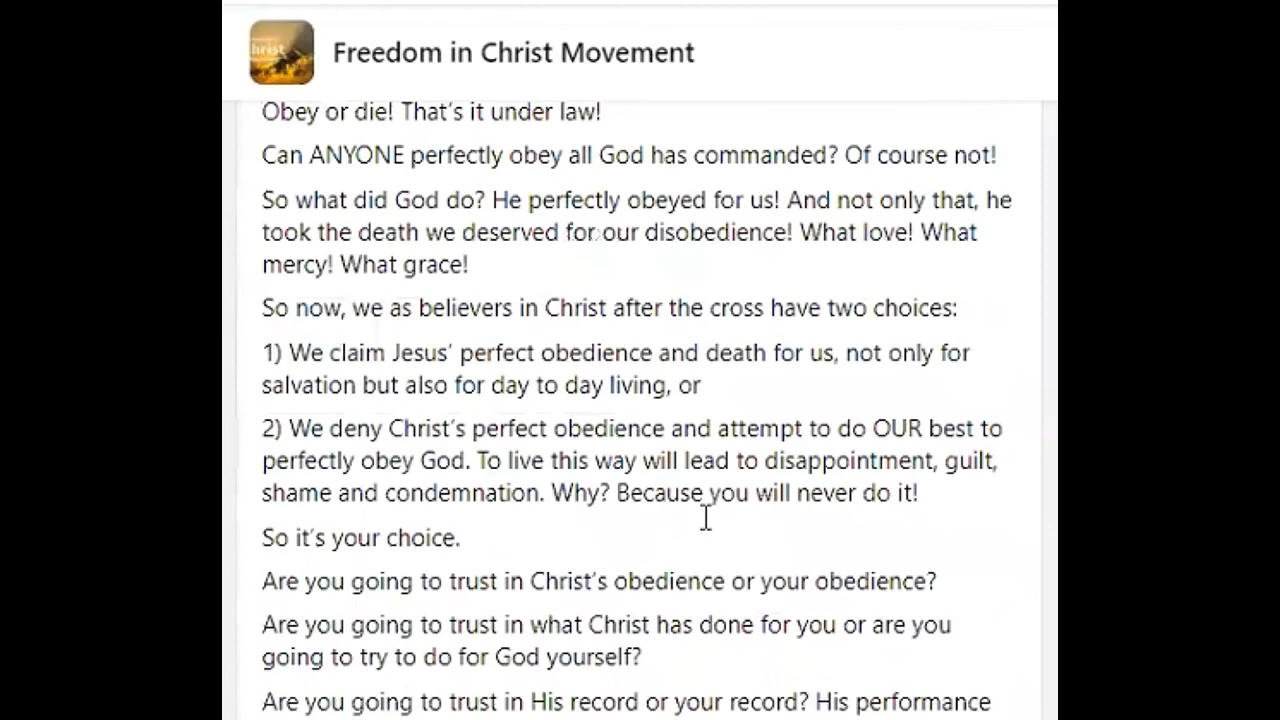 hrist
Freedom in Christ Movement
Obey or die! That's it under law!
Can ANYONE perfectly obey all God has commanded? Of course not!
So what did God do? He perfectly obeyed for us! And not only that, he
took the death we deserved for our disobedience! What love! What
mercy! What grace!
So now, we as believers in Christ after the cross have two choices:
1) We claim Jesus' perfect obedience and death for us, not only for
salvation but also for day to day living, or
2) We deny Christ's perfect obedience and attempt to do OUR best to
perfectly obey God. To live this way will lead to disappointment, guilt,
shame and condemnation. Why? Because you will never do it!
So it's your choice.
Are you going to trust in Christ's obedience or your obedience?
Are you going to trust in what Christ has done for you or are you
going to try to do for God yourself?
Are you going to trust in His record or your record? His performance